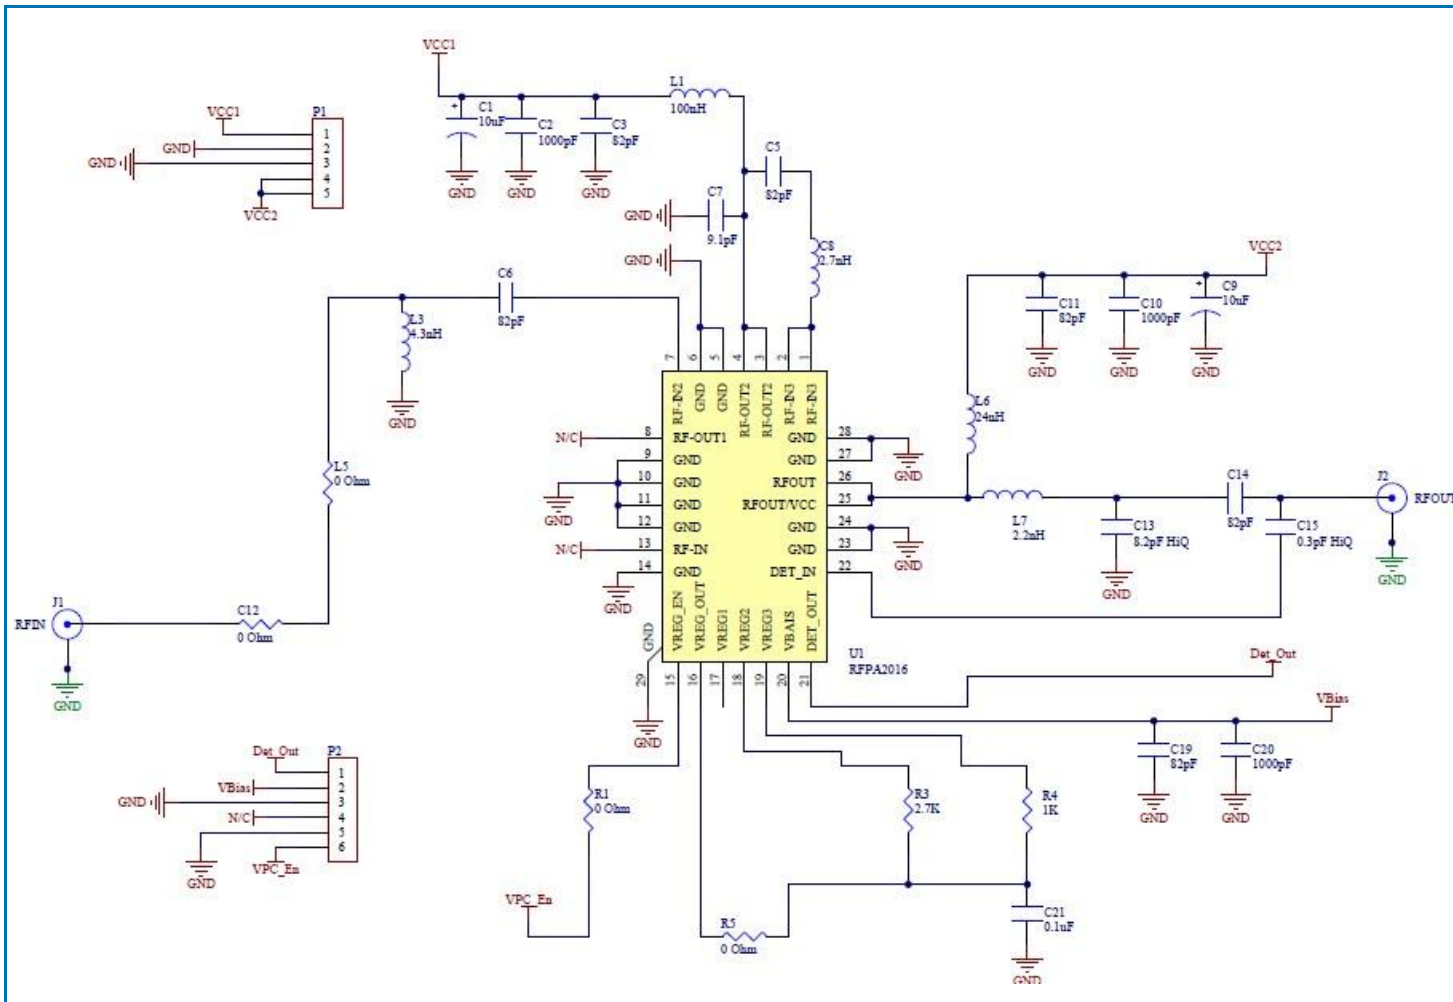 VCC1
L1
100nH
C1
10uF
C2
1000pF
C3
82pF
C5
82pF
GND
GND
GND
VCC1
P1
GND
GND
1
2
3
4
5
VCC2
GND
C7
9.1pF
C8
2.7nH
GND
VCC2
C6
82pF
L3
4.3nH
GND
C11
82pF
C10
1000pF
C9
10uF
GND
GND
GND
L6
24nH
7
6
5
4
3
2
1
RF-IN2
GND
GND
RF-OUT2
RF-OUT2
RF-IN3
RF-IN3
N/C
8
RF-OUT1
9
GND
10
GND
11
GND
12
GND
N/C
13
RF-IN
14
GND
GND
GND
GND
28
GND
27
RFOUT
26
RFOUT/VCC
25
GND
24
GND
23
DET_IN
22
GND
GND
L7
2.2nH
C13
8.2pF HiQ
GND
C14
82pF
C15
0.3pF HiQ
J2
RFOUT
GND
L5
0 Ohm
J1
RFIN
C12
0 Ohm
GND
GND
VREG_EN
VREG_OUT
VREG1
VREG2
VREG3
VBAIS
DET_OUT
29
15
16
17
18
19
20
21
GND
U1
RFPA2016
Det_Out
VBias
C19
82pF
C20
1000pF
GND
GND
Det_Out
P2
VBias
GND
N/C
GND
VPC_En
1
2
3
4
5
6
R1
0 Ohm
R3
2.7K
R4
1K
VPC_En
R5
0 Ohm
C21
0.1uF
GND